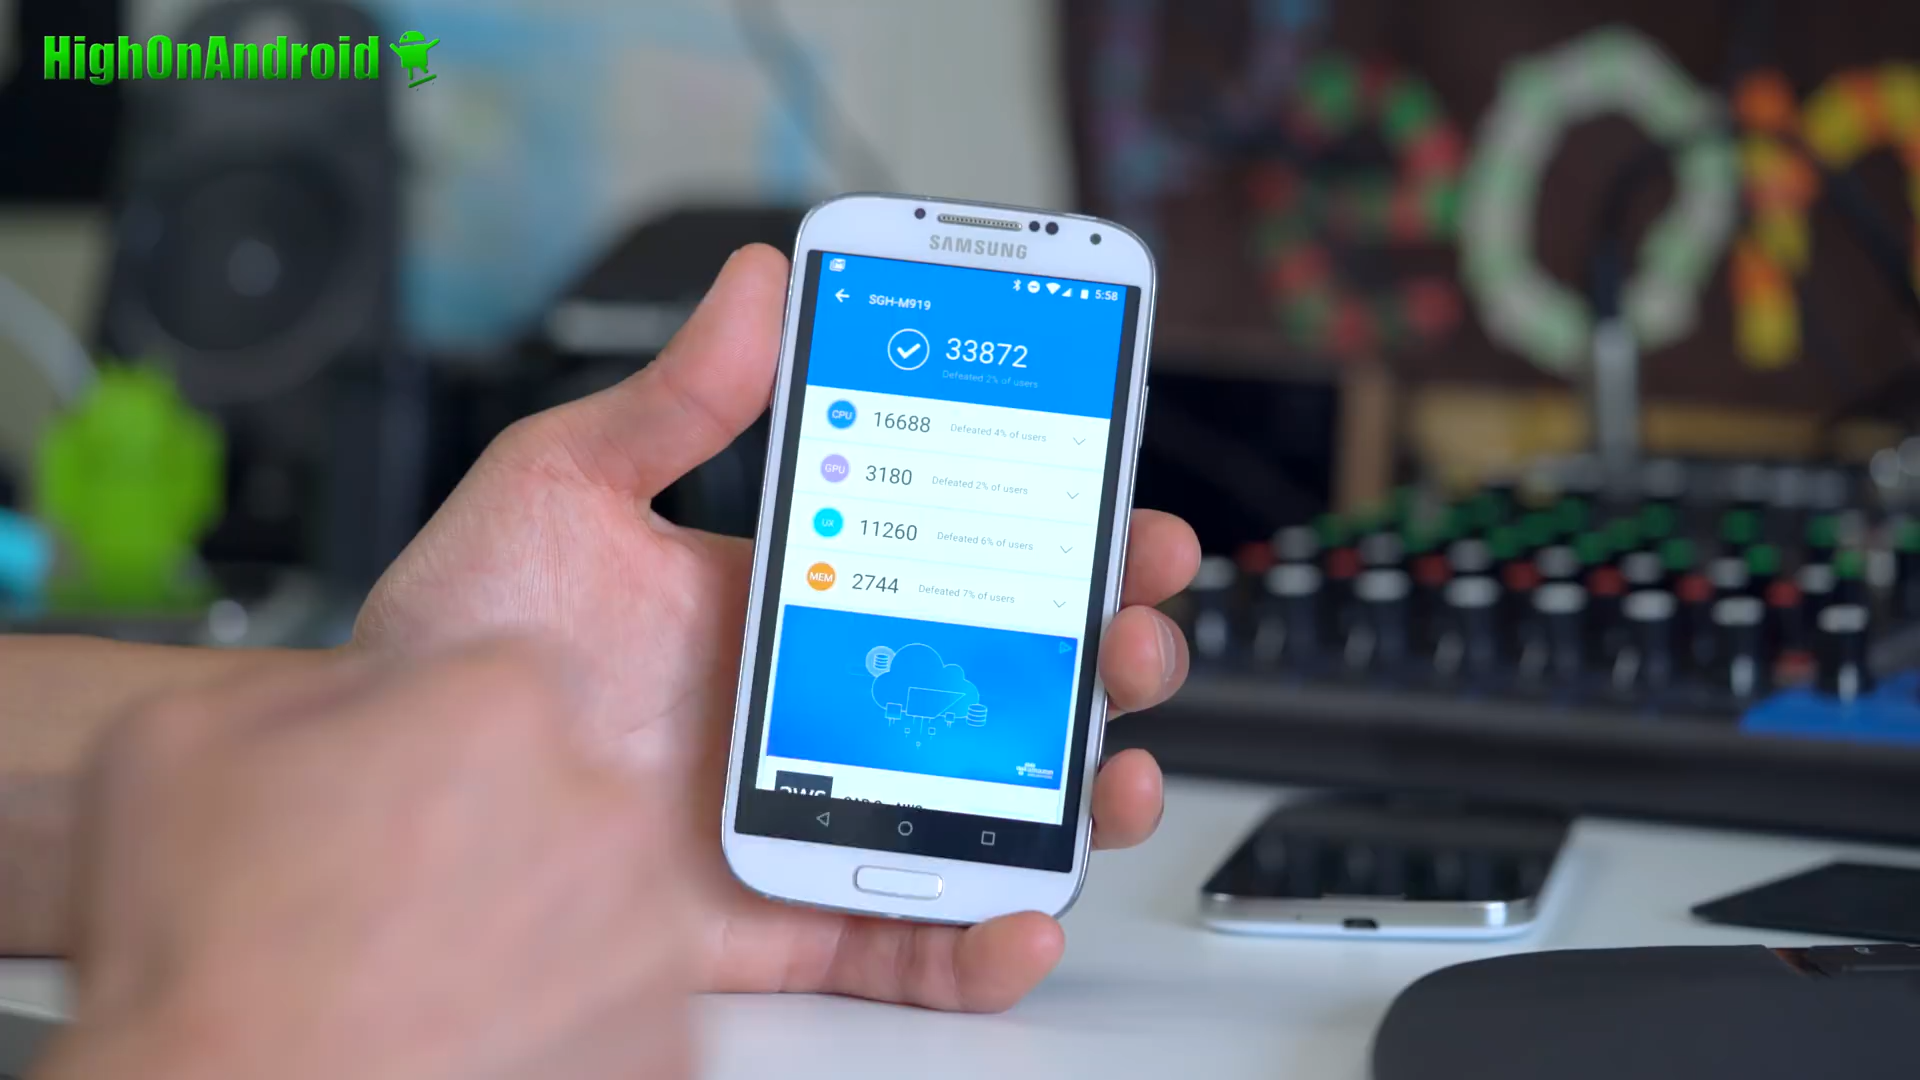 HighOnAndroid
SAMSUNG
5:58
SGH-M919
33872
Defeated 2% of users
CPU 16688 Defeated 4% of users
GPU 3180 Defeated 2% of users
UX 11260 Defeated 6% of users
MEM 2744 Defeated 7% of users
aws